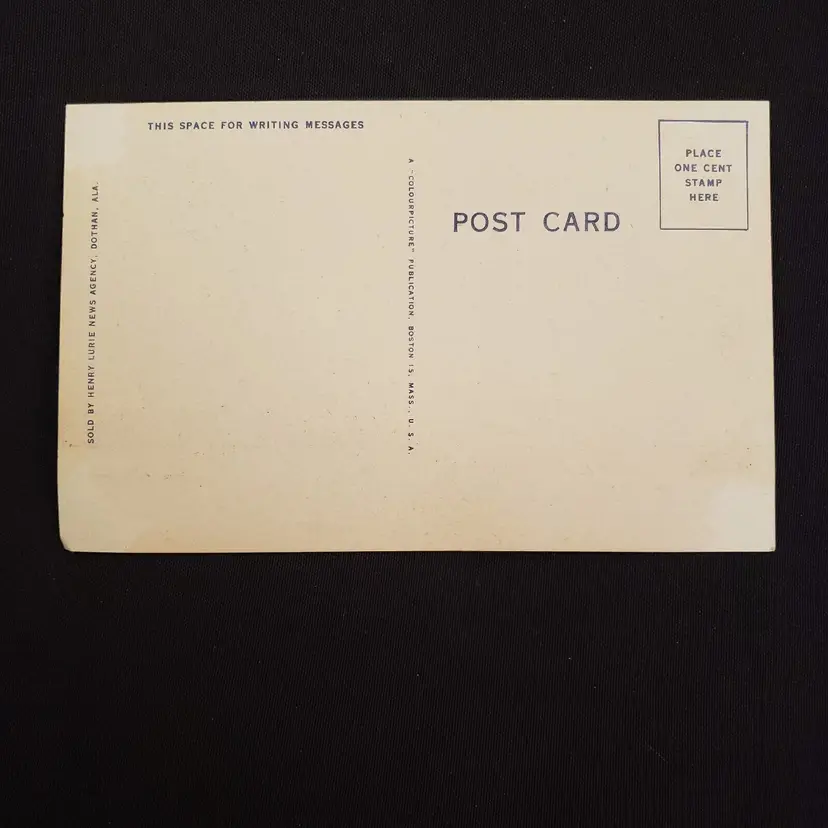 THIS SPACE FOR WRITING MESSAGES
SOLD BY HENRY LURIE NEWS AGENCY, DOTHAN, ALA.
A "COLOURPICTURE" PUBLICATION, BOSTON 15, MASS., U. S. A.
POST CARD
PLACE
ONE CENT
STAMP
HERE